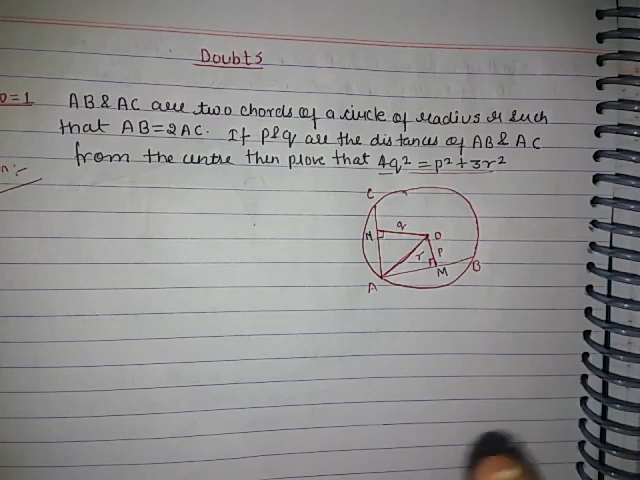 Doubts
AB & AC are two chords of a circle of radius r such
that AB = 2AC. If p & q are the distances of AB & AC
from the centre then prove that 4q² = p² + 3r²
C
q
N
O
r
P
M
B
A